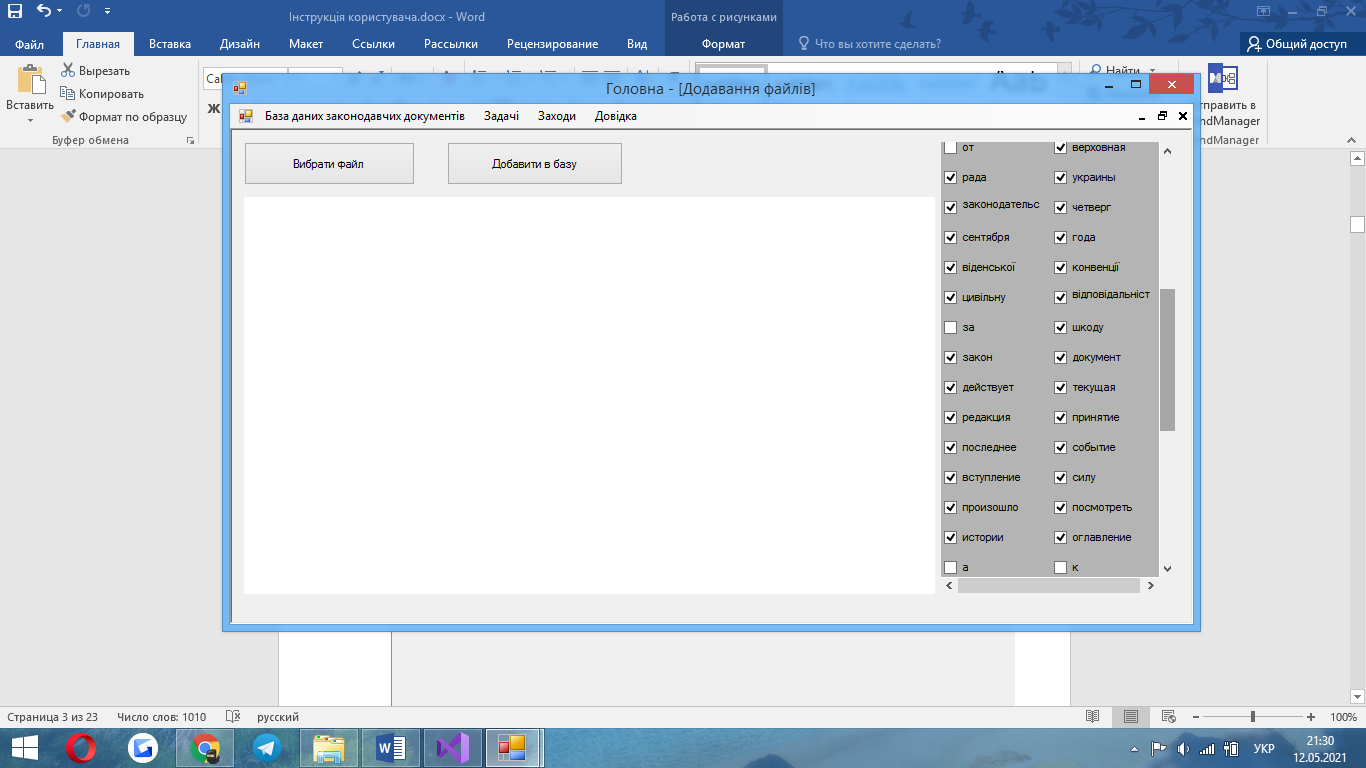 Інструкція користувача.docx - Word
Работа с рисунками
Файл Главная Вставка Дизайн Макет Ссылки Рассылки Рецензирование Вид Формат Что вы хотите сделать? Общий доступ
Вставить
Вырезать
Копировать
Формат по образцу
Буфер обмена
Cal
Ж
Найти
Головна - [Додавання файлів]
База даних законодавчих документів Задачі Заходи Довідка
Вибрати файл Добавити в базу
от верховная
рада украины
законодательс четверг
сентября года
віденської конвенції
цивільну відповідальніст
за шкоду
закон документ
действует текущая
редакция принятие
последнее событие
вступление силу
произошло посмотреть
истории оглавление
а к
править в
ndManager
ndManager
Страница 3 из 23 Число слов: 1010 русский 100%
УКР
21:30
12.05.2021